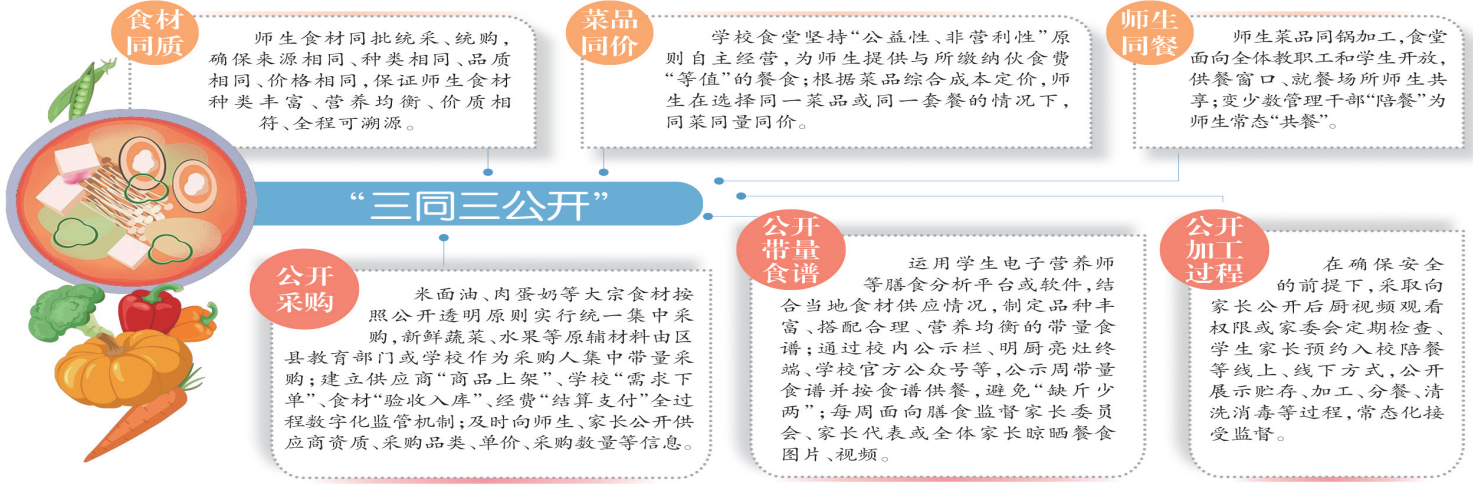 食材
同质
师生食材同批统采、统购，
确保来源相同、种类相同、品质
相同、价格相同，保证师生食材
种类丰富、营养均衡、价质相
符、全程可溯源。
菜品
同价
学校食堂坚持“公益性、非营利性”原
则自主经营，为师生提供与所缴纳伙食费
“等值”的餐食；根据菜品综合成本定价，师
生在选择同一菜品或同一套餐的情况下，
同菜同量同价。
师生
同餐
师生菜品同锅加工，食堂
面向全体教职工和学生开放，
供餐窗口、就餐场所师生共
享；变少数管理干部“陪餐”为
师生常态“共餐”。
“三同三公开”
公开
采购
米面油、肉蛋奶等大宗食材按
照公开透明原则实行统一集中采
购，新鲜蔬菜、水果等原辅材料由区
县教育部门或学校作为采购人集中带量采
购；建立供应商“商品上架”、学校“需求下
单”、食材“验收入库”、经费“结算支付”全过
程数字化监管机制；及时向师生、家长公开供
应商资质、采购品类、单价、采购数量等信息。
公开
带量
食谱
运用学生电子营养师
等膳食分析平台或软件，结
合当地食材供应情况，制定品种丰
富、搭配合理、营养均衡的带量食
谱；通过校内公示栏、明厨亮灶终
端、学校官方公众号等，公示周带量
食谱并按食谱供餐，避免“缺斤少
两”；每周面向膳食监督家长委员
会、家长代表或全体家长晾晒餐食
图片、视频。
公开
加工
过程
在确保安全
的前提下，采取向
家长公开后厨视频观看
权限或家委会定期检查、
学生家长预约入校陪餐
等线上、线下方式，公开
展示贮存、加工、分餐、清
洗消毒等过程，常态化接
受监督。